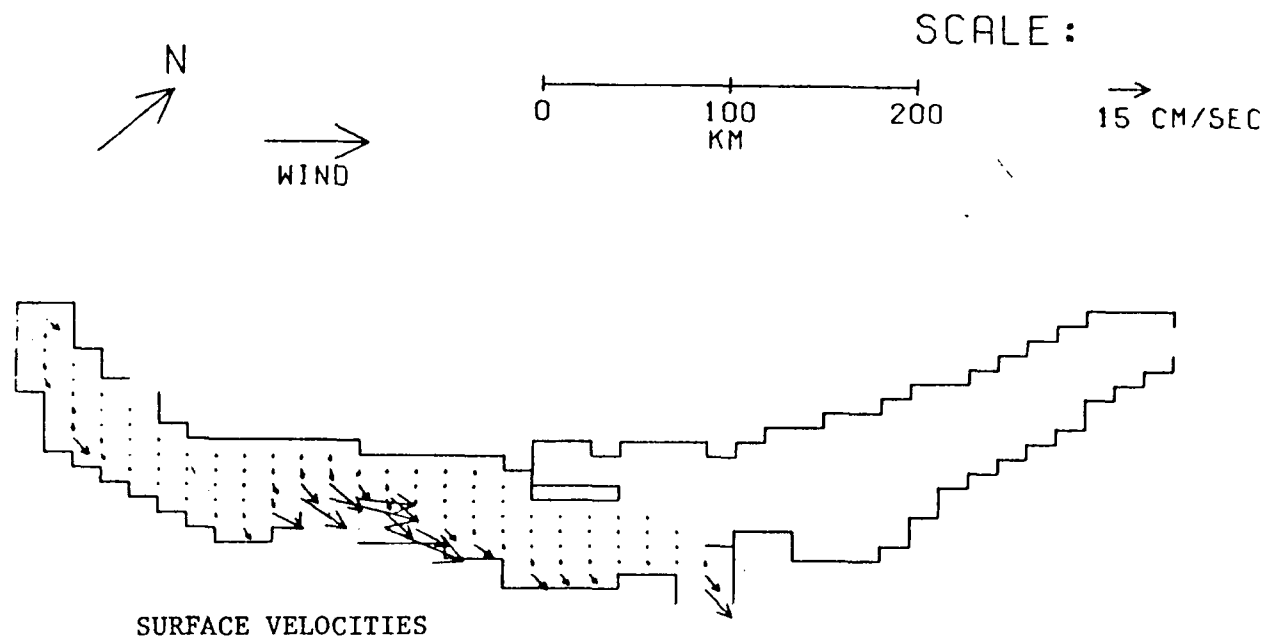 SCALE:
N
0 100 200
KM
15 CM/SEC
WIND
SURFACE VELOCITIES